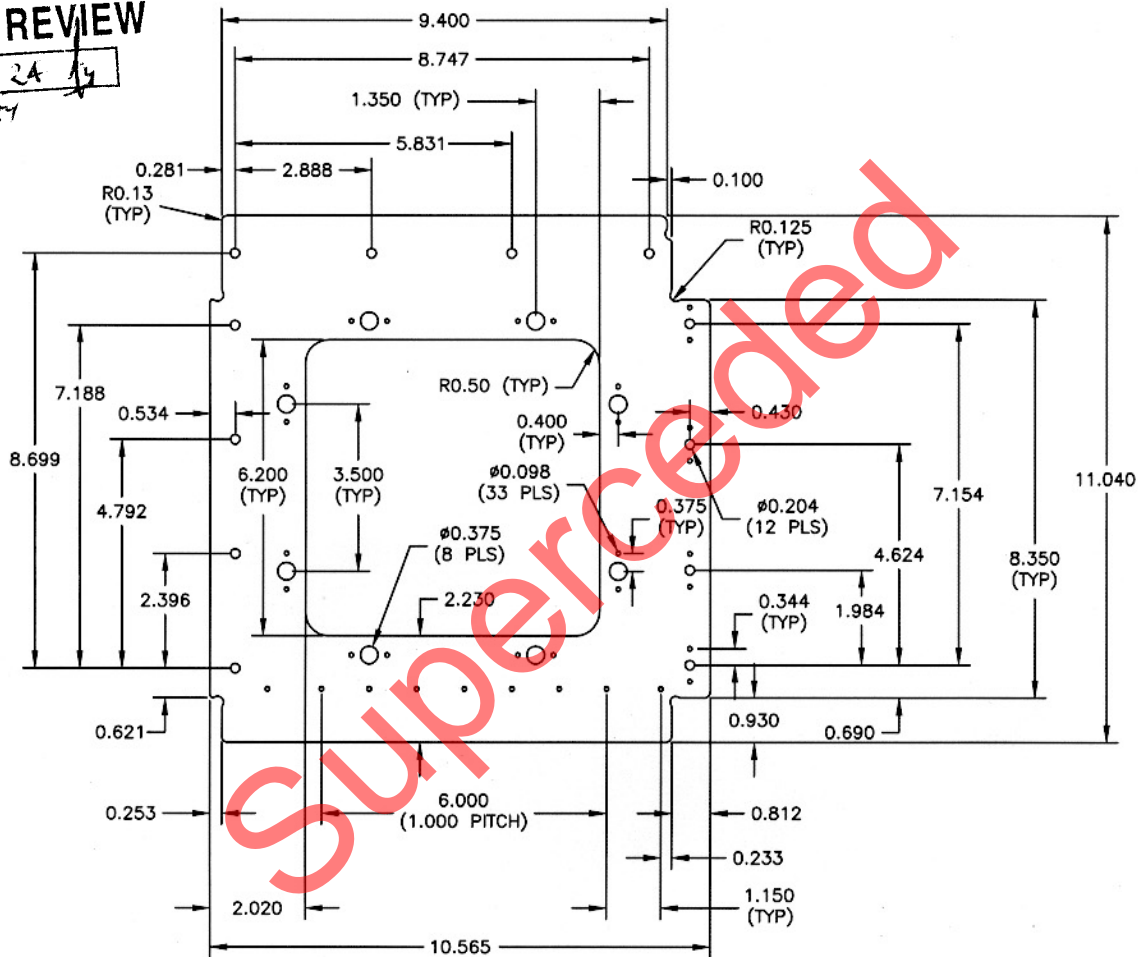 REVIEW
24
9.400
8.747
1.350 (TYP)
5.831
0.281
2.888
0.100
R0.13
(TYP)
R0.125
(TYP)
7.188
0.534
R0.50 (TYP)
0.400
(TYP)
0.430
8.699
6.200
(TYP)
3.500
(TYP)
ø0.098
(33 PLS)
11.040
4.792
0.375
(TYP)
ø0.204
(12 PLS)
7.154
ø0.375
(8 PLS)
4.624
8.350
(TYP)
2.396
2.230
0.344
(TYP)
1.984
0.621
0.930
0.690
0.253
6.000
(1.000 PITCH)
0.812
0.233
2.020
1.150
(TYP)
10.565
Superceded